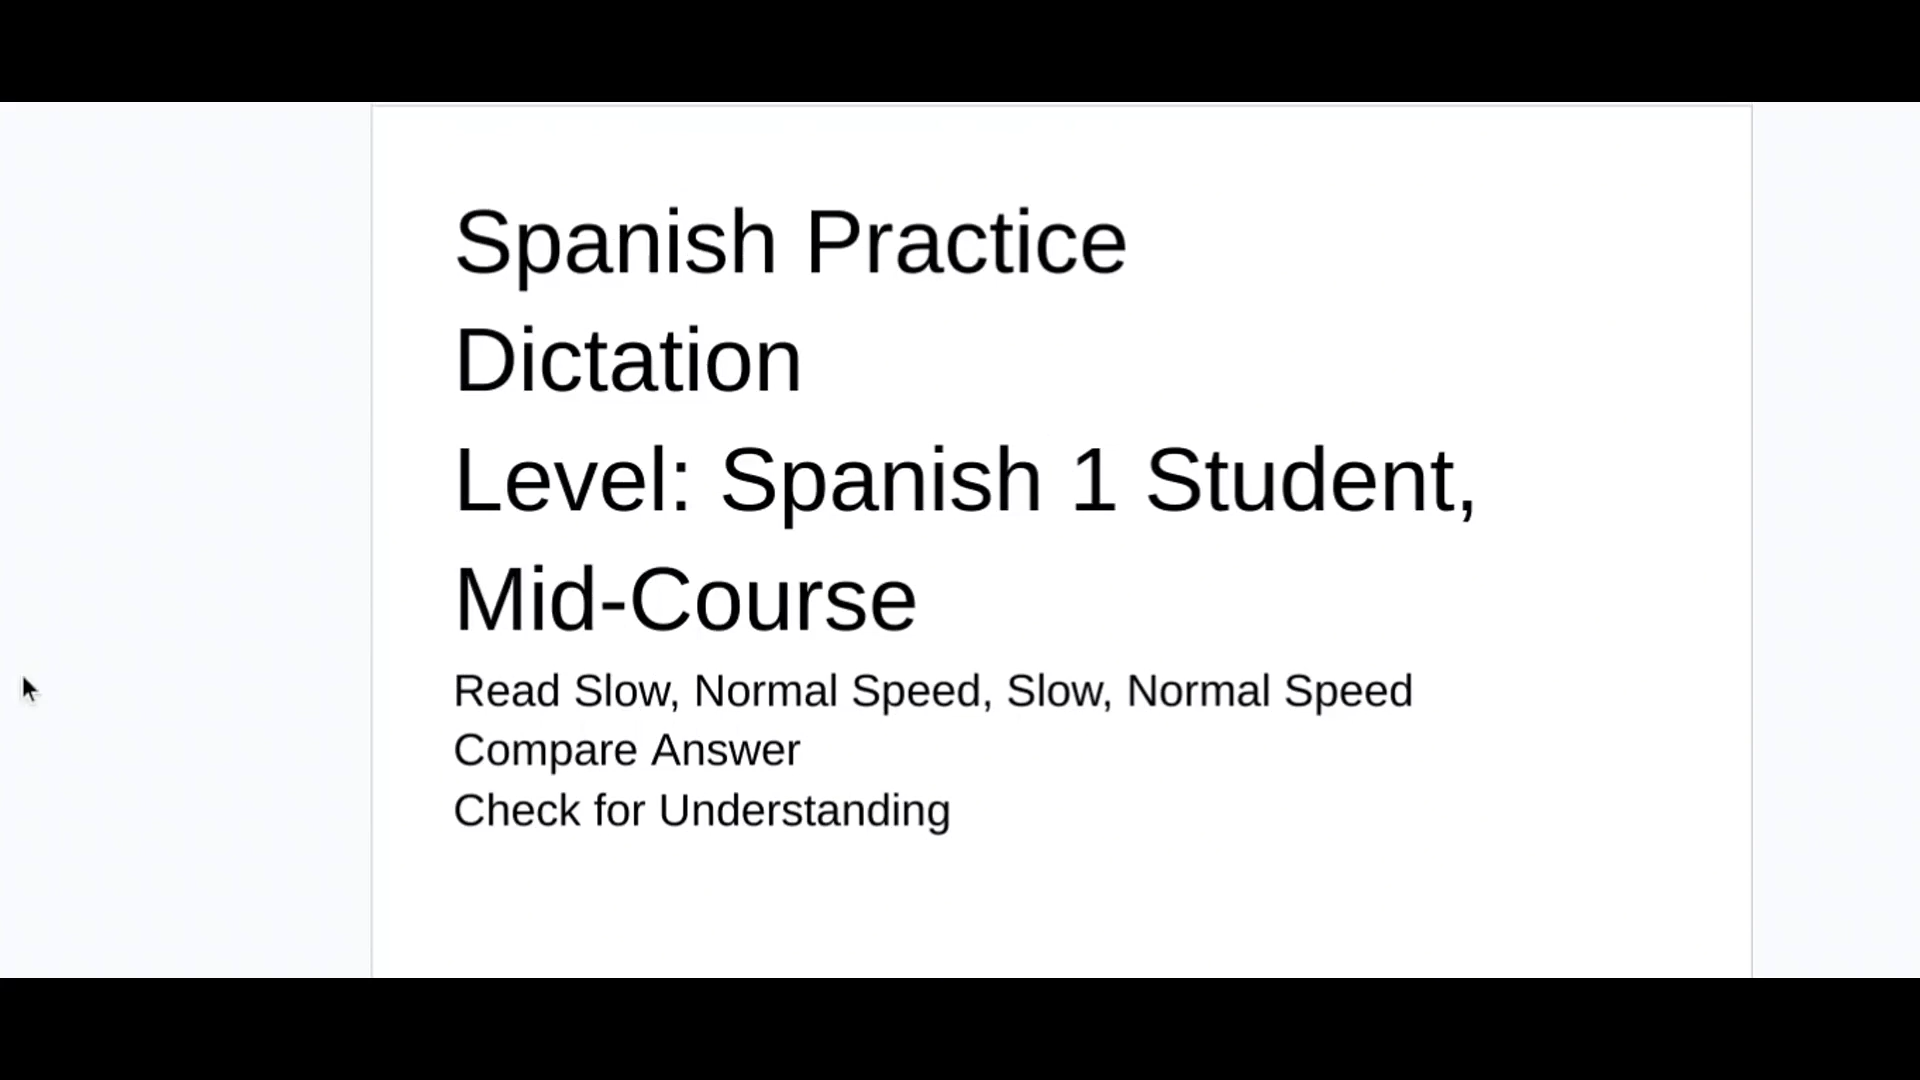 Spanish Practice
Dictation
Level: Spanish 1 Student,
Mid-Course
Read Slow, Normal Speed, Slow, Normal Speed
Compare Answer
Check for Understanding